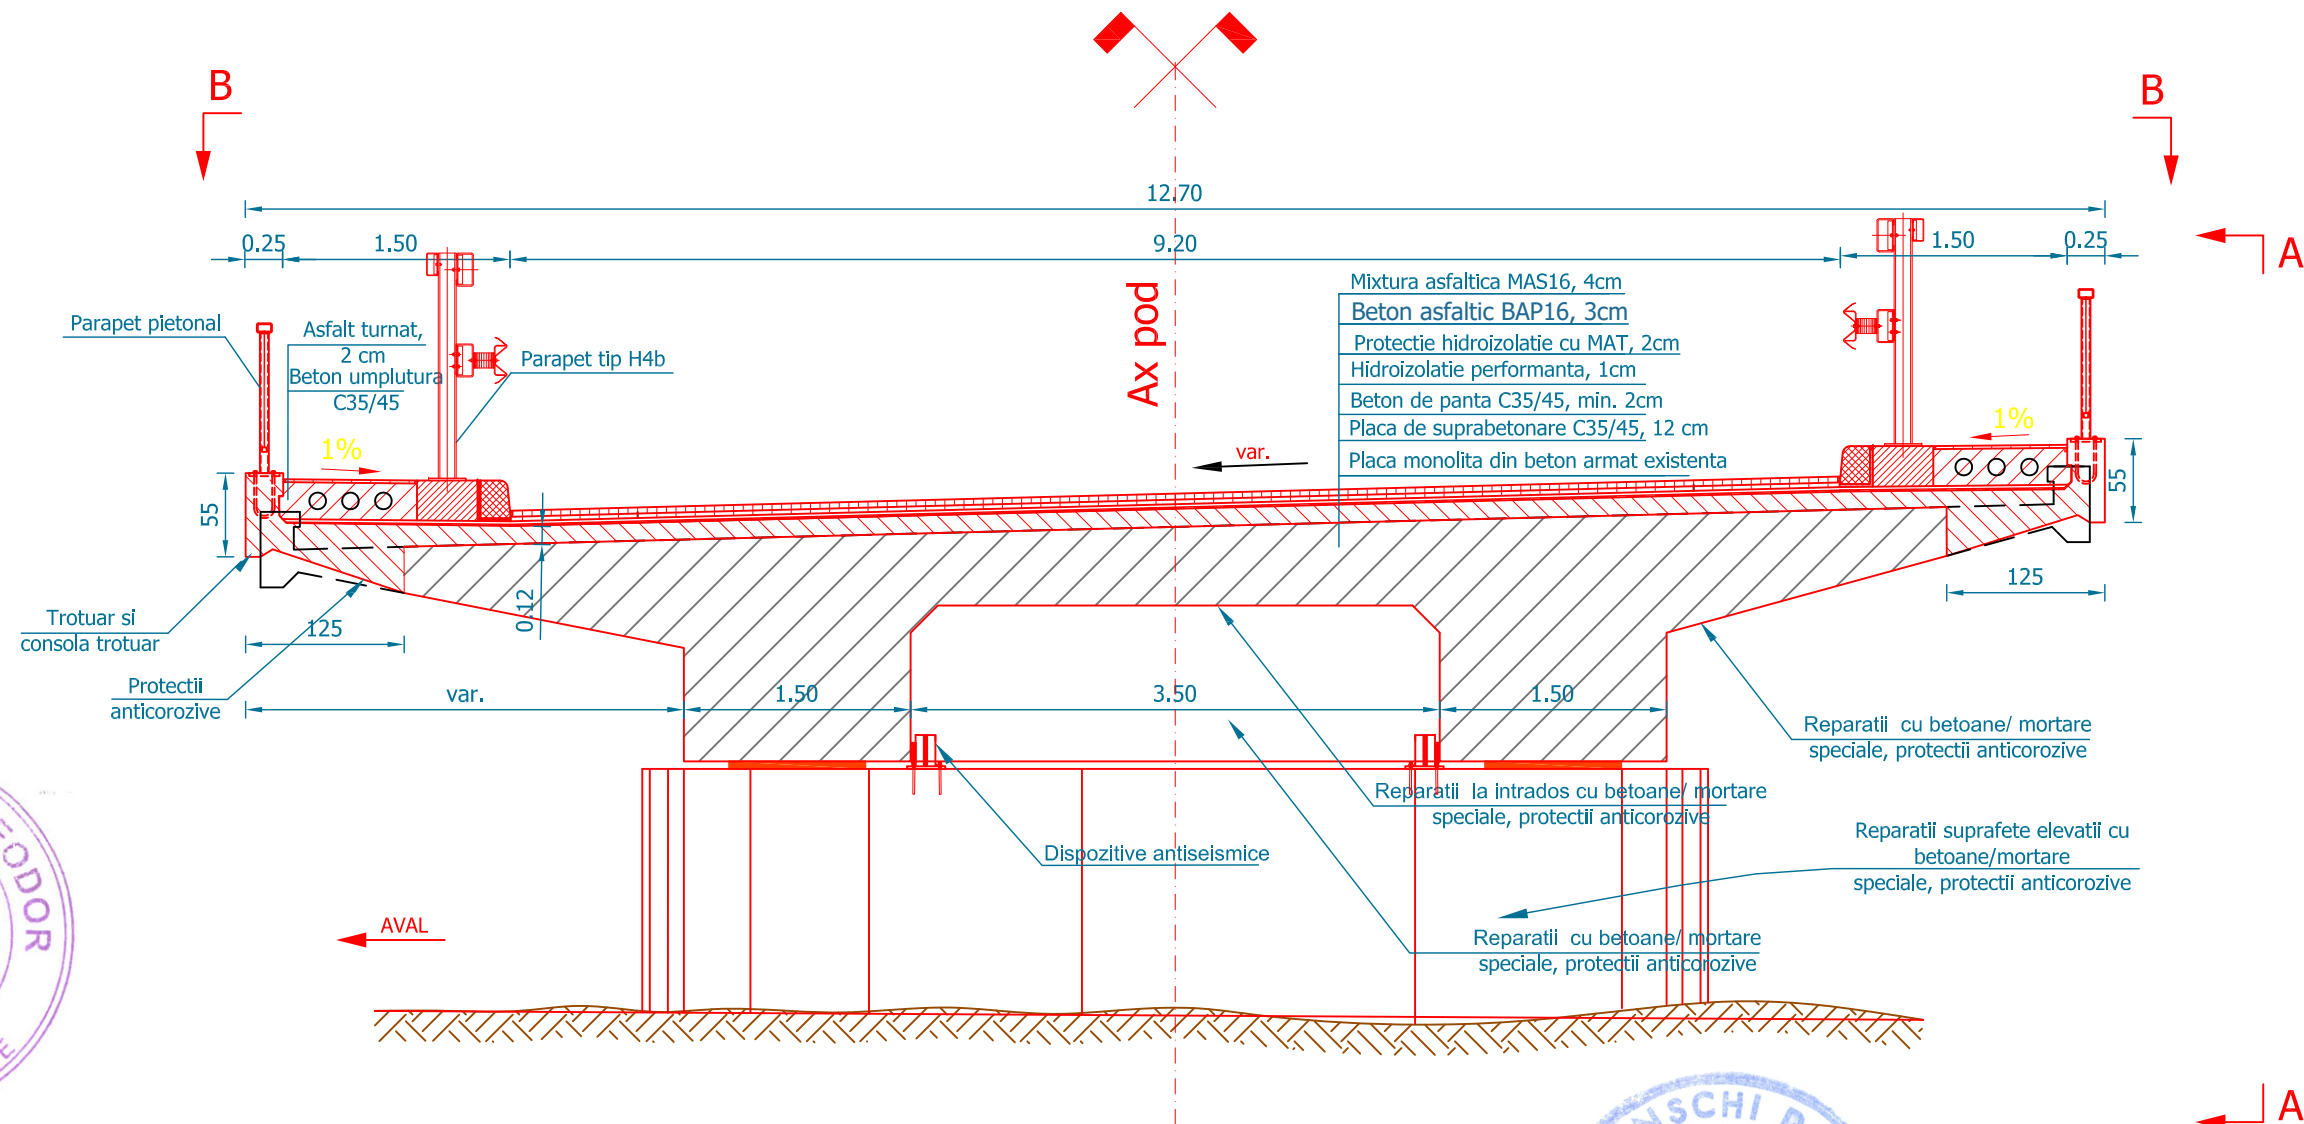 B
B
12.70
0.25
1.50
9.20
1.50
0.25
A
Mixtura asfaltica MAS16, 4cm
Beton asfaltic BAP16, 3cm
Protectie hidroizolatie cu MAT, 2cm
Hidroizolatie performanta, 1cm
Beton de panta C35/45, min. 2cm
Placa de suprabetonare C35/45, 12 cm
Placa monolita din beton armat existenta
Ax pod
Parapet pietonal
Asfalt turnat,
2 cm
Beton umplutura
C35/45
Parapet tip H4b
1%
1%
var.
55
55
0.12
125
125
Trotuar si
consola trotuar
Protectii
anticorozive
var.
1.50
3.50
1.50
Reparatii cu betoane/ mortare
speciale, protectii anticorozive
Reparatii la intrados cu betoane/ mortare
speciale, protectii anticorozive
Dispozitive antiseismice
Reparatii suprafete elevatii cu
betoane/mortare
speciale, protectii anticorozive
Reparatii cu betoane/ mortare
speciale, protectii anticorozive
AVAL
A